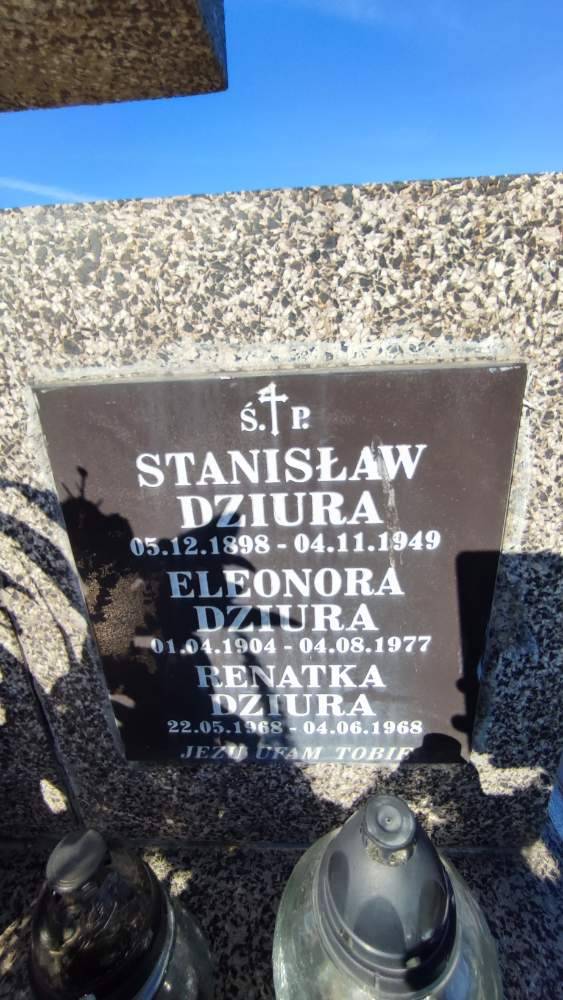 Ś. P.
STANISŁAW
DZIURA
05.12.1898 - 04.11.1949
ELEONORA
DZIURA
01.04.1904 - 04.08.1977
RENATKA
DZIURA
22.05.1968 - 04.06.1968
JEZU UFAM TOBIE